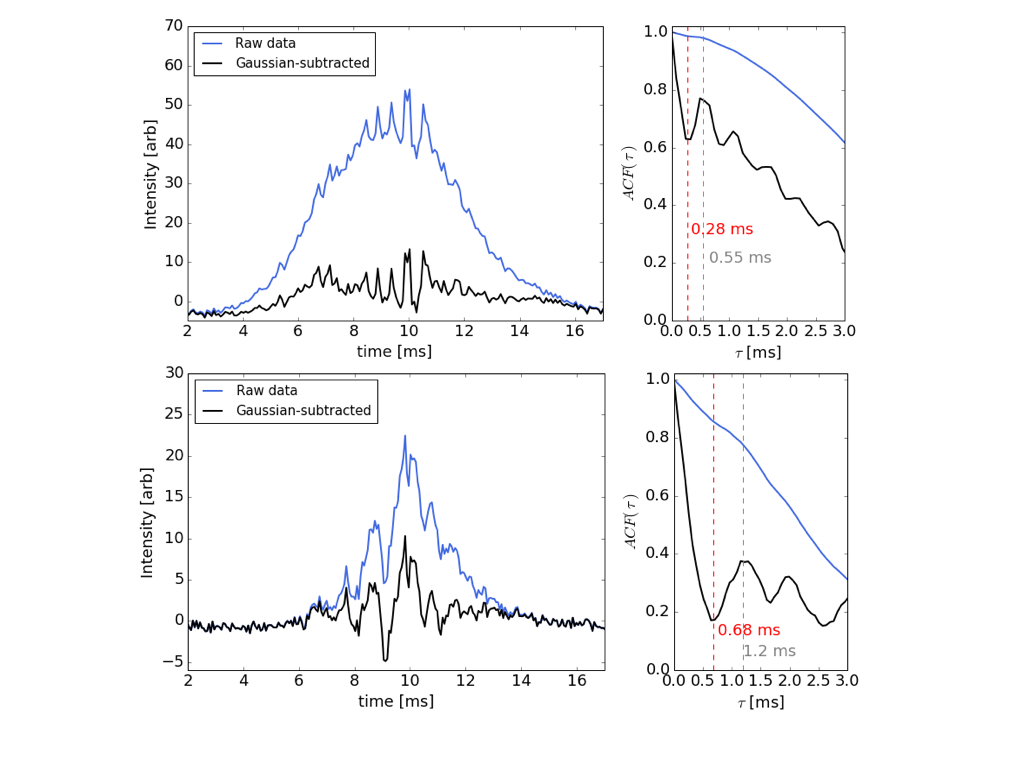 70
60
50
40
30
20
10
0
Intensity [arb]
Raw data
Gaussian-subtracted
2 4 6 8 10 12 14 16
time [ms]
1.0
0.8
0.6
0.4
0.2
0.0
ACF(τ)
0.28 ms
0.55 ms
0.0 0.5 1.0 1.5 2.0 2.5 3.0
τ [ms]
30
25
20
15
10
5
0
−5
Intensity [arb]
Raw data
Gaussian-subtracted
2 4 6 8 10 12 14 16
time [ms]
1.0
0.8
0.6
0.4
0.2
0.0
ACF(τ)
0.68 ms
1.2 ms
0.0 0.5 1.0 1.5 2.0 2.5 3.0
τ [ms]